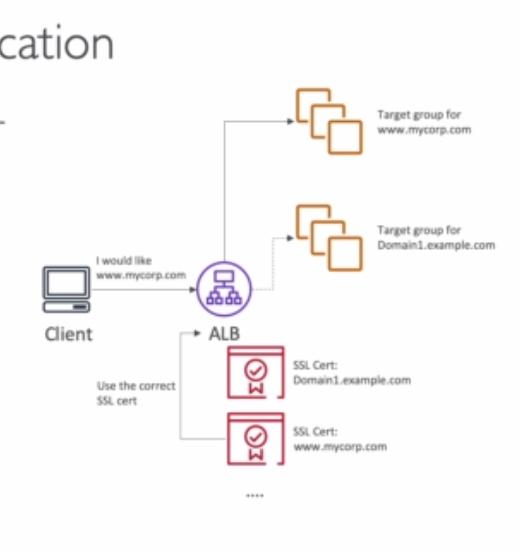 cation
Target group for
www.mycorp.com
Target group for
Domain1.example.com
I would like
www.mycorp.com
Client
ALB
Use the correct
SSL cert
SSL Cert:
Domain1.example.com
SSL Cert:
www.mycorp.com
....